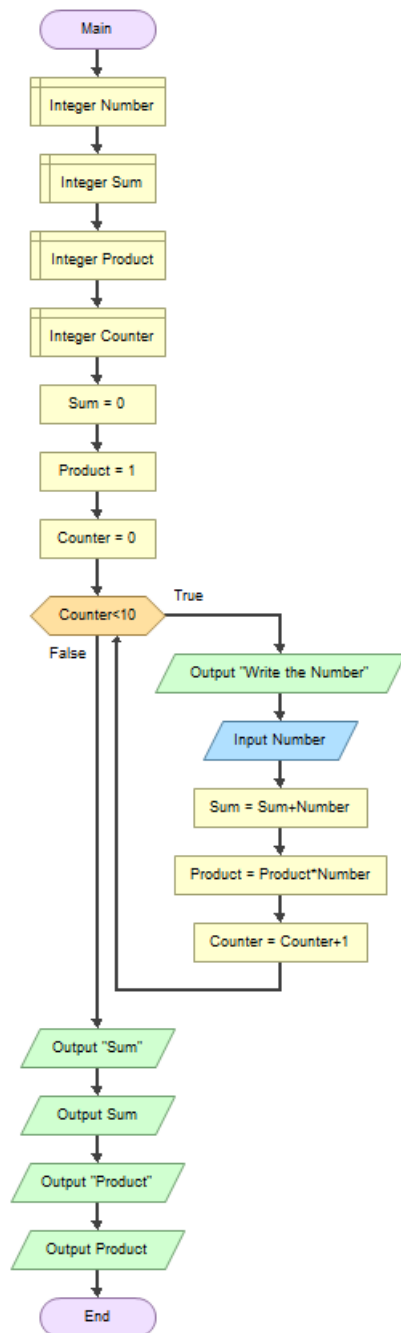 Main
Integer Number
Integer Sum
Integer Product
Integer Counter
Sum = 0
Product = 1
Counter = 0
Counter<10
True
False
Output "Write the Number"
Input Number
Sum = Sum+Number
Product = Product*Number
Counter = Counter+1
Output "Sum"
Output Sum
Output "Product"
Output Product
End